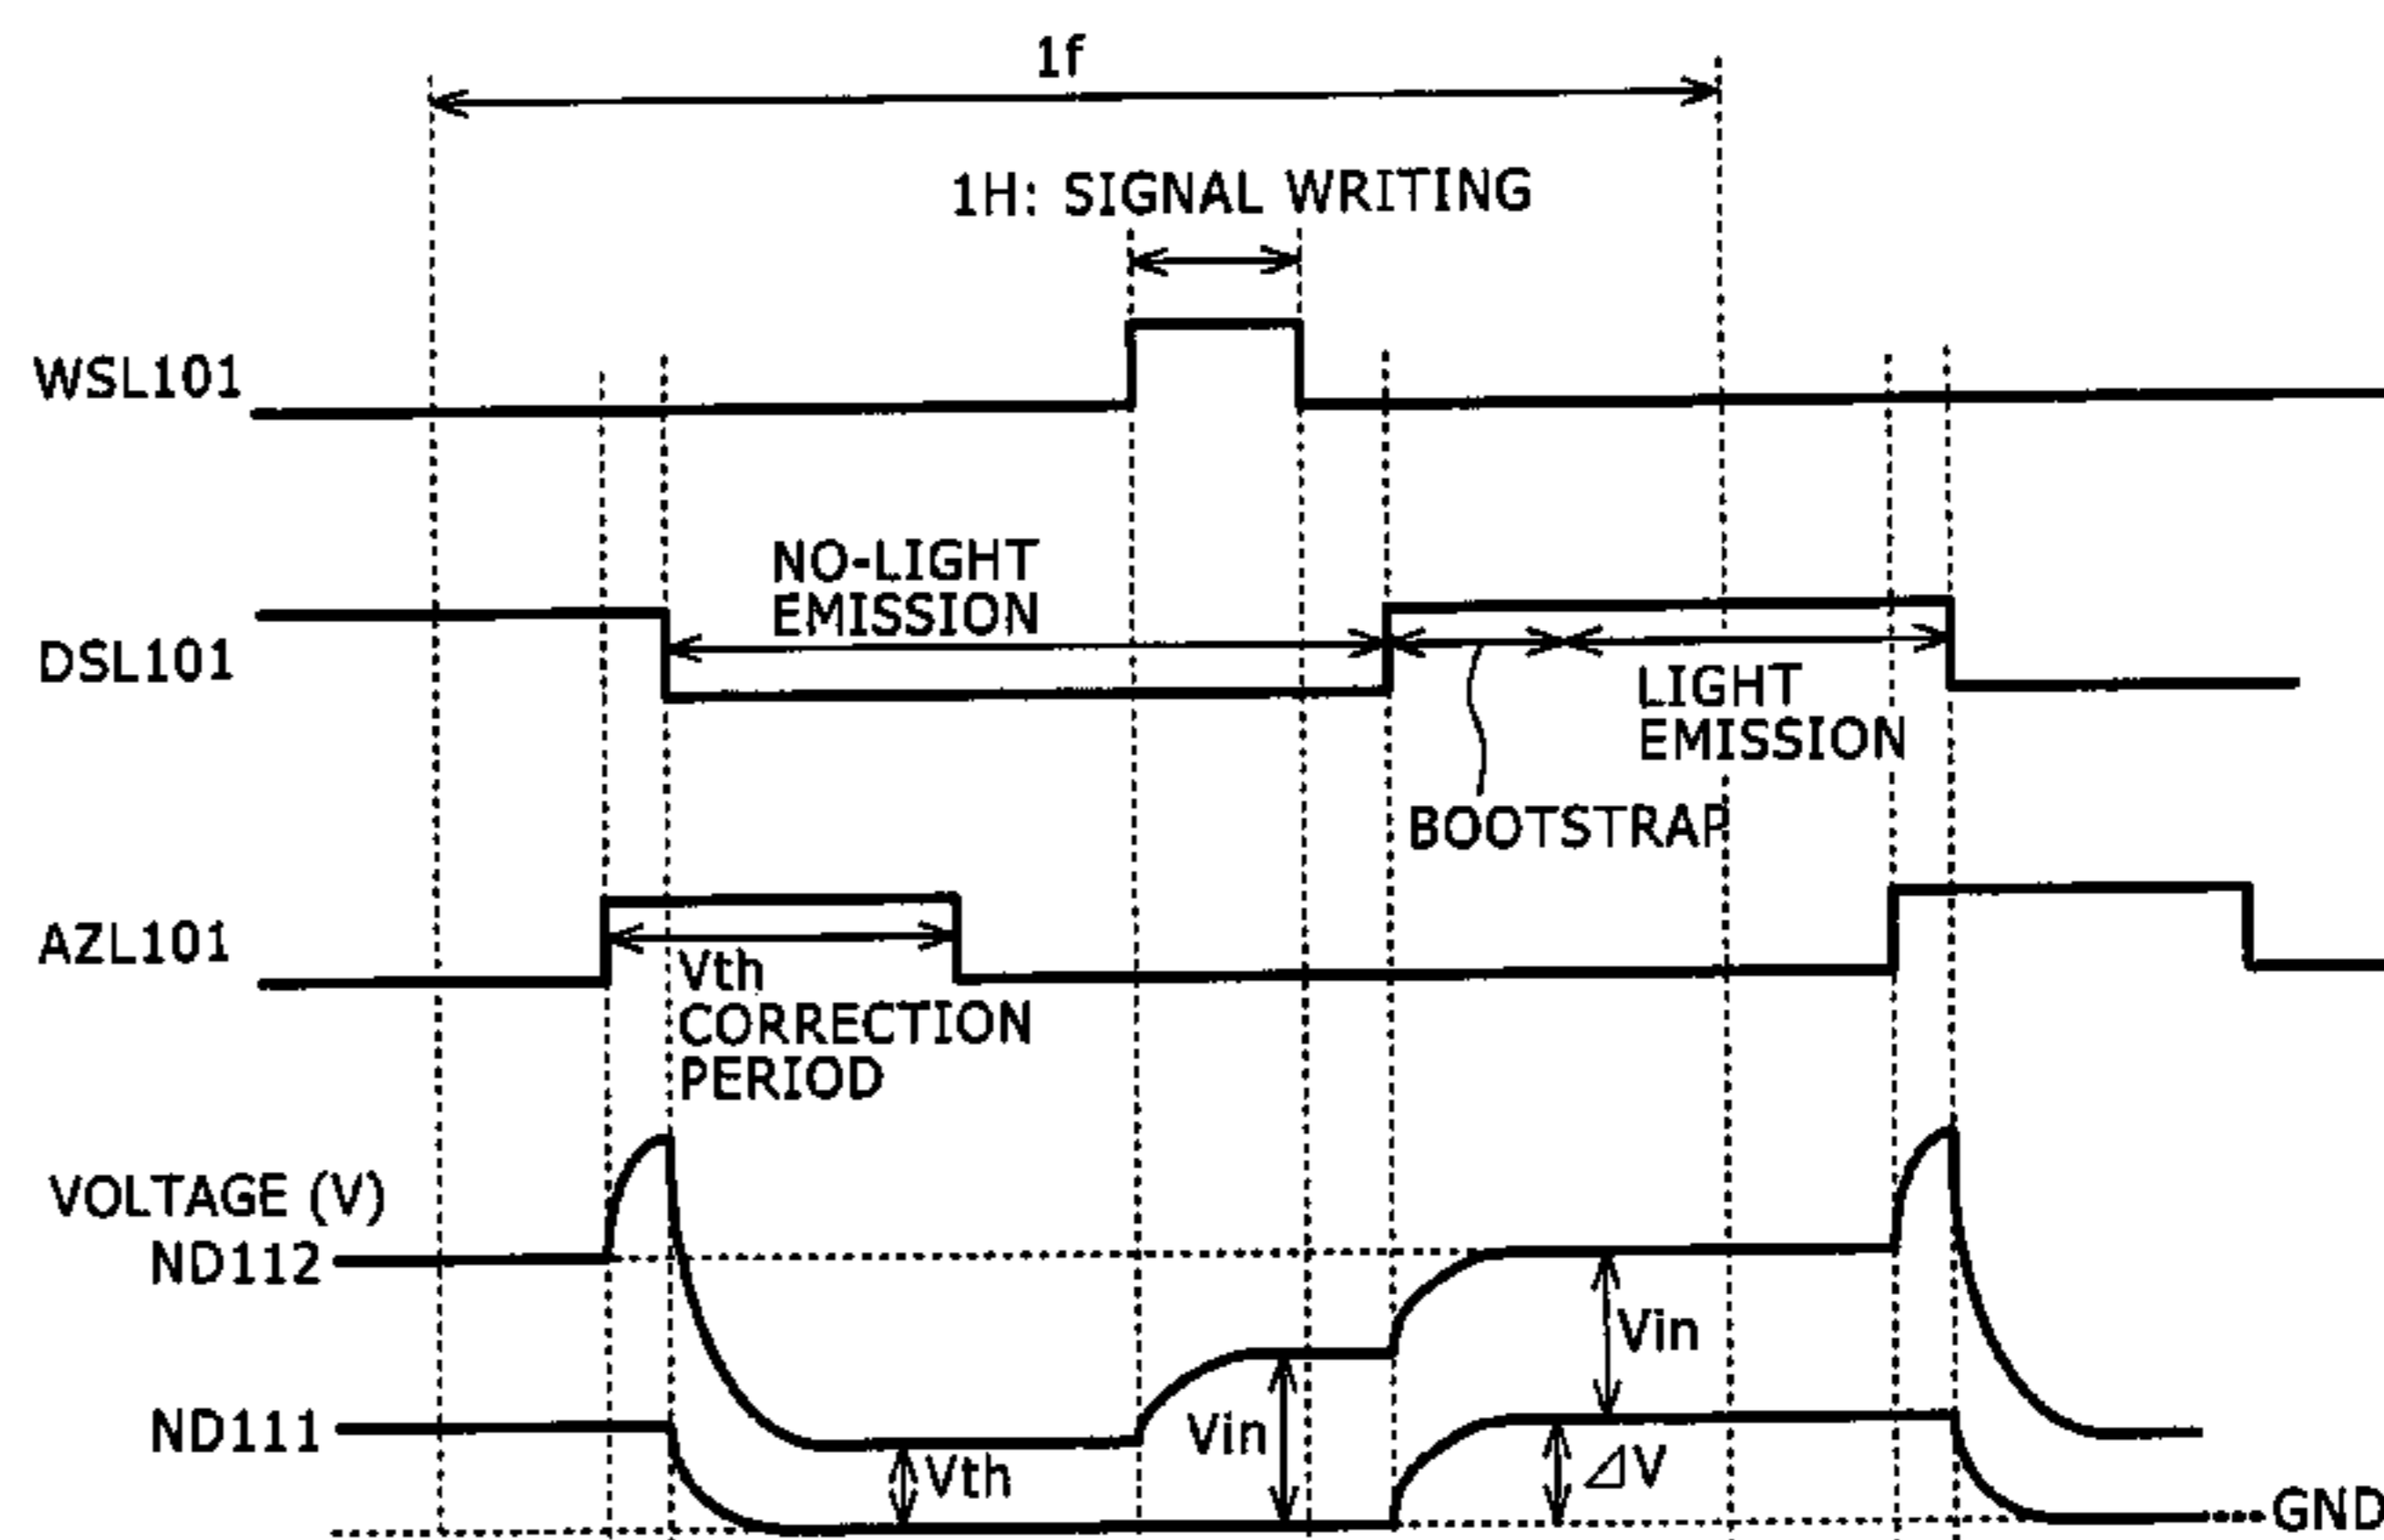 1f
1H: SIGNAL WRITING
WSL101
NO-LIGHT
EMISSION
DSL101
LIGHT
EMISSION
BOOTSTRAP
AZL101
Vth
CORRECTION
PERIOD
VOLTAGE (V)
ND112
Vin
ND111
Vin
Vth
⊿V
GND